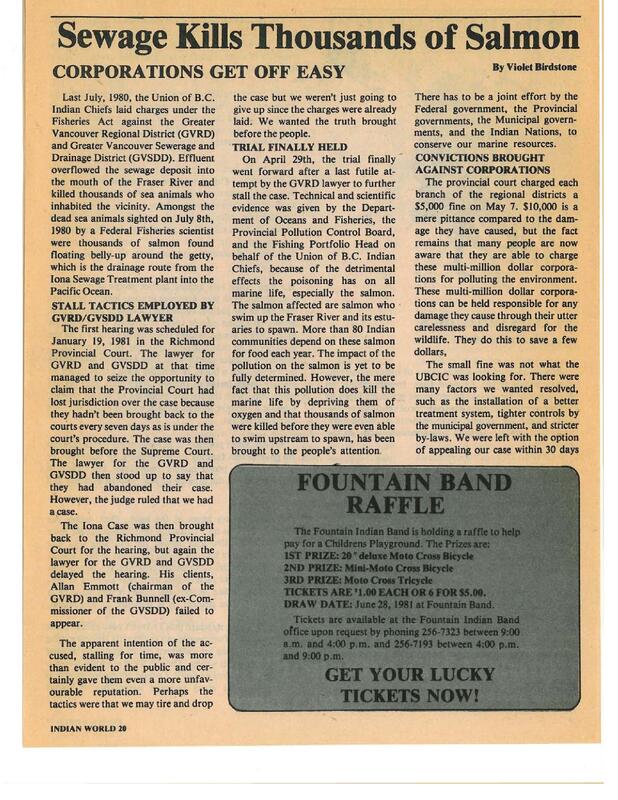 Sewage Kills Thousands of Salmon
CORPORATIONS GET OFF EASY
By Violet Birdstone
Last July, 1980, the Union of B.C.
Indian Chiefs laid charges under the
Fisheries Act against the Greater
Vancouver Regional District (GVRD)
and Greater Vancouver Sewerage and
Drainage District (GVSDD). Effluent
overflowed the sewage deposit into
the mouth of the Fraser River and
killed thousands of sea animals who
inhabited the vicinity. Amongst the
dead sea animals sighted on July 8th,
1980 by a Federal Fisheries scientist
were thousands of salmon found
floating belly-up around the getty,
which is the drainage route from the
Iona Sewage Treatment plant into the
Pacific Ocean.
STALL TACTICS EMPLOYED BY
GVRD/GVSDD LAWYER
The first hearing was scheduled for
January 19, 1981 in the Richmond
Provincial Court. The lawyer for
GVRD and GVSDD at that time
managed to seize the opportunity to
claim that the Provincial Court had
lost jurisdiction over the case because
they hadn't been brought back to the
courts every seven days as is under the
court's procedure. The case was then
brought before the Supreme Court.
The lawyer for the GVRD and
GVSDD then stood up to say that
they had abandoned their case.
However, the judge ruled that we had
a case.
The Iona Case was then brought
back to the Richmond Provincial
Court for the hearing, but again the
lawyer for the GVRD and GVSDD
delayed the hearing. His clients,
Allan Emmott (chairman of the
GVRD) and Frank Bunnell (ex-Com-
missioner of the GVSDD) failed to
appear.
The apparent intention of the ac-
cused, stalling for time, was more
than evident to the public and cer-
tainly gave them even a more unfav-
ourable reputation. Perhaps the
tactics were that we may tire and drop
the case but we weren't just going to
give up since the charges were already
laid. We wanted the truth brought
before the people.
TRIAL FINALLY HELD
On April 29th, the trial finally
went forward after a last futile at-
tempt by the GVRD lawyer to further
stall the case. Technical and scientific
evidence was given by the Depart-
ment of Oceans and Fisheries, the
Provincial Pollution Control Board,
and the Fishing Portfolio Head on
behalf of the Union of B.C. Indian
Chiefs, because of the detrimental
effects the poisoning has on all
marine life, especially the salmon.
The salmon affected are salmon who
swim up the Fraser River and its estu-
aries to spawn. More than 80 Indian
communities depend on these salmon
for food each year. The impact of the
pollution on the salmon is yet to be
fully determined. However, the mere
fact that this pollution does kill the
marine life by depriving them of
oxygen and that thousands of salmon
were killed before they were even able
to swim upstream to spawn, has been
brought to the people's attention.
There has to be a joint effort by the
Federal government, the Provincial
governments, the Municipal govern-
ments, and the Indian Nations, to
conserve our marine resources.
CONVICTIONS BROUGHT
AGAINST CORPORATIONS
The provincial court charged each
branch of the regional districts a
$5,000 fine on May 7. $10,000 is a
mere pittance compared to the dam-
age they have caused, but the fact
remains that many people are now
aware that they are able to charge
these multi-million dollar corpora-
tions for polluting the environment.
These multi-million dollar corpora-
tions can be held responsible for any
damage they cause through their utter
carelessness and disregard for the
wildlife. They do this to save a few
dollars,
The small fine was not what the
UBCIC was looking for. There were
many factors we wanted resolved,
such as the installation of a better
treatment system, tighter controls by
the municipal government, and stricter
by-laws. We were left with the option
of appealing our case within 30 days
FOUNTAIN BAND
RAFFLE
The Fountain Indian Band is holding a raffle to help
pay for a Childrens Playground. The Prizes are:
1ST PRIZE: 20" deluxe Moto Cross Bicycle
2ND PRIZE: Mini-Moto Cross Bicycle
3RD PRIZE: Moto Cross Tricycle
TICKETS ARE $1.00 EACH OR 6 FOR $5.00.
DRAW DATE: June 28, 1981 at Fountain Band.
Tickets are available at the Fountain Indian Band
office upon request by phoning 256-7323 between 9:00
a.m. and 4:00 p.m. and 256-7193 between 4:00 p.m.
and 9:00 p.m.
GET YOUR LUCKY
TICKETS NOW!
INDIAN WORLD 20